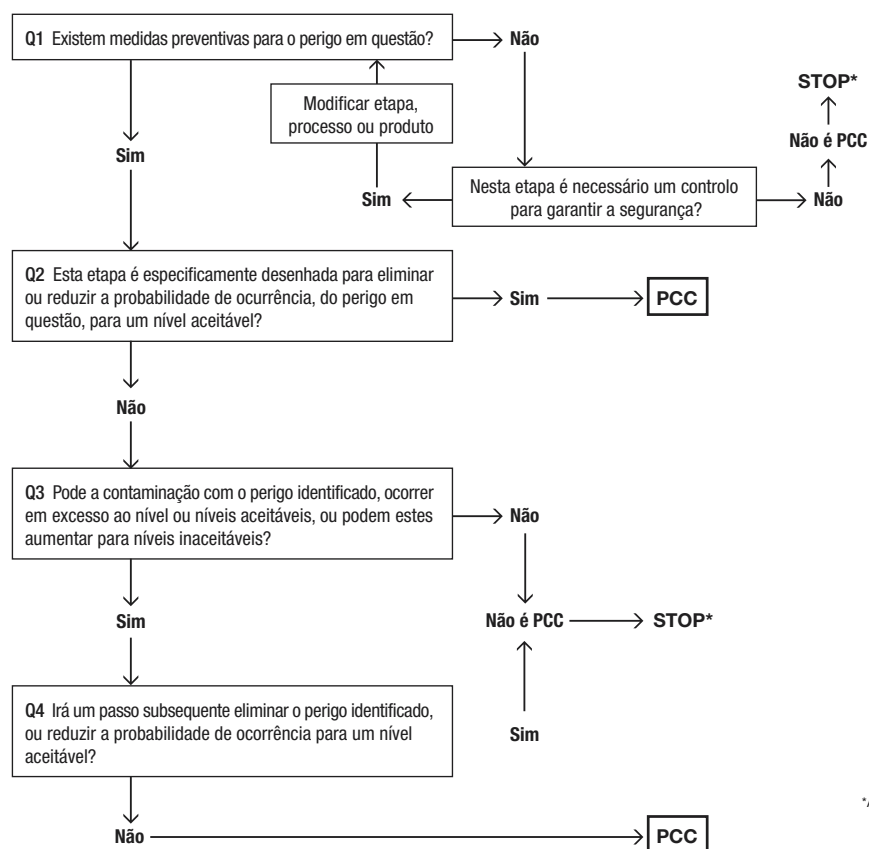 Q1 Existem medidas preventivas para o perigo em questão?
Não
Modificar etapa,
processo ou produto
STOP*
Não é PCC
Sim
Sim
Nesta etapa é necessário um controlo
para garantir a segurança?
Não
Q2 Esta etapa é especificamente desenhada para eliminar
ou reduzir a probabilidade de ocurrência, do perigo em
questão, para um nível aceitável?
Sim
PCC
Não
Q3 Pode a contaminação com o perigo identificado, ocorrer
em excesso ao nível ou níveis aceitáveis, ou podem estes
aumentar para níveis inaceitáveis?
Não
Sim
Não é PCC
STOP*
Q4 Irá um passo subsequente eliminar o perigo identificado,
ou reduzir a probabilidade de ocorrência para um nível
aceitável?
Sim
Não
PCC